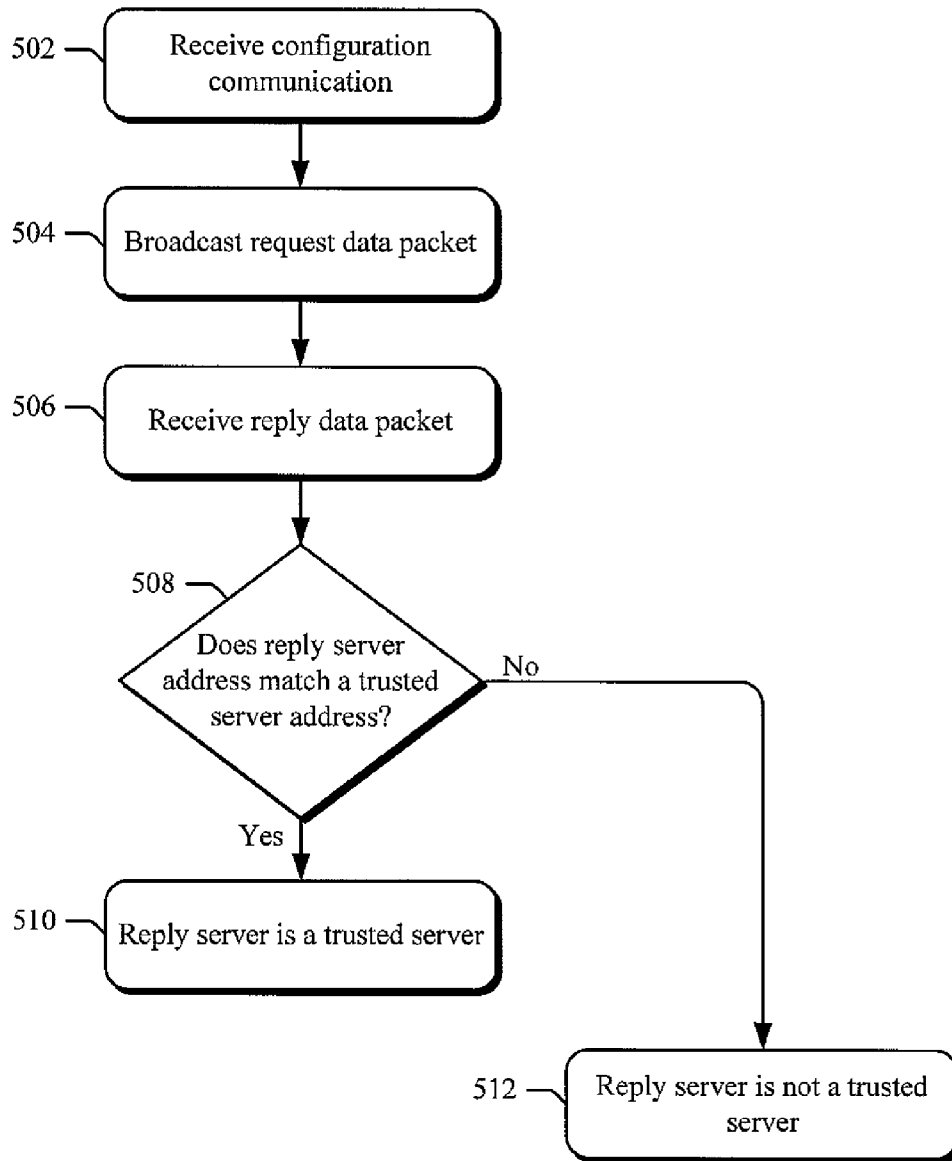 502
Receive configuration
communication
504
Broadcast request data packet
506
Receive reply data packet
508
Does reply server
address match a trusted
server address?
No
Yes
510
Reply server is a trusted server
512
Reply server is not a trusted
server